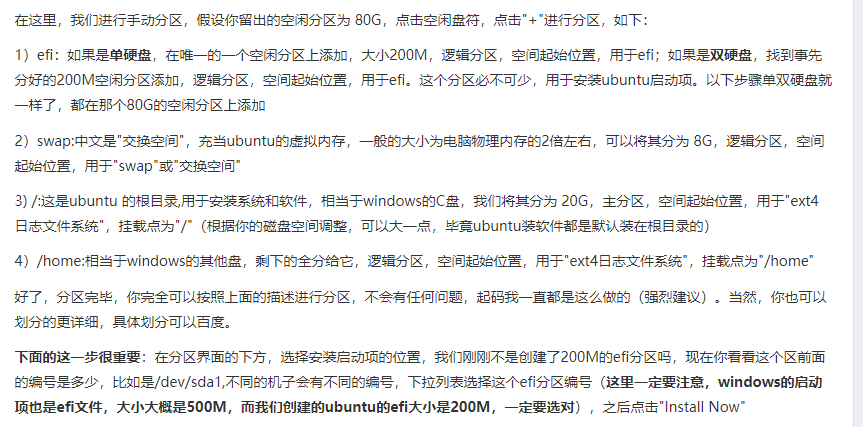 在这里，我们进行手动分区，假设你留出的空闲分区为 80G，点击空闲盘符，点击"+"进行分区，如下：
1）efi：如果是单硬盘，在唯一的一个空闲分区上添加，大小200M，逻辑分区，空间起始位置，用于efi；如果是双硬盘，找到事先
分好的200M空闲分区添加，逻辑分区，空间起始位置，用于efi。这个分区必不可少，用于安装ubuntu启动项。以下步骤单双硬盘就
一样了，都在那个80G的空闲分区上添加
2）swap:中文是"交换空间"，充当ubuntu的虚拟内存，一般的大小为电脑物理内存的2倍左右，可以将其分为 8G，逻辑分区，空间
起始位置，用于"swap"或"交换空间"
3) /:这是ubuntu 的根目录,用于安装系统和软件，相当于windows的C盘，我们将其分为 20G，主分区，空间起始位置，用于"ext4
日志文件系统"，挂载点为"/"（根据你的磁盘空间调整，可以大一点，毕竟ubuntu装软件都是默认装在根目录的）
4）/home:相当于windows的其他盘，剩下的全分给它，逻辑分区，空间起始位置，用于"ext4日志文件系统"，挂载点为"/home"
好了，分区完毕，你完全可以按照上面的描述进行分区，不会有任何问题，起码我一直都是这么做的（强烈建议）。当然，你也可以
划分的更详细，具体划分可以百度。
下面的这一步很重要：在分区界面的下方，选择安装启动项的位置，我们刚刚不是创建了200M的efi分区吗，现在你看看这个区前面
的编号是多少，比如是/dev/sda1,不同的机子会有不同的编号，下拉列表选择这个efi分区编号（这里一定要注意，windows的启动
项也是efi文件，大小大概是500M，而我们创建的ubuntu的efi大小是200M，一定要选对），之后点击"Install Now"